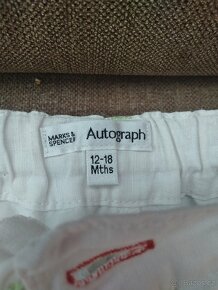 MARKS &
SPENCER
Autograph
12-18
Mths